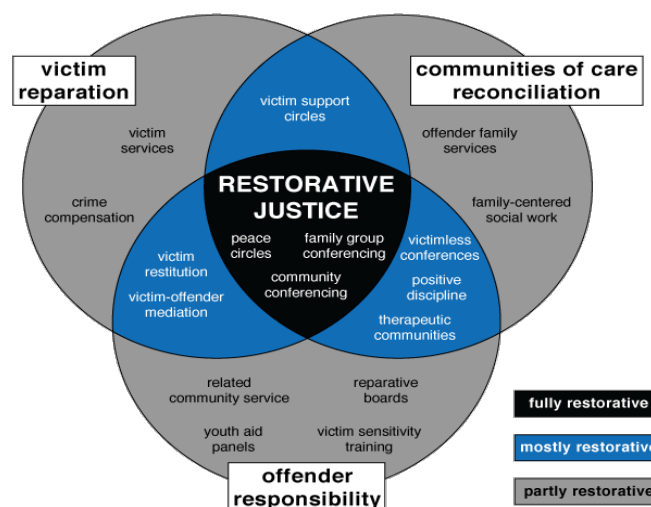 victim
reparation
communities of care
reconciliation
victim support
circles
victim
services
offender family
services
crime
compensation
family-centered
social work
RESTORATIVE
JUSTICE
peace
circles
family group
conferencing
community
conferencing
victim
restitution
victim-offender
mediation
victimless
conferences
positive
discipline
therapeutic
communities
related
community service
reparative
boards
youth aid
panels
victim sensitivity
training
offender
responsibility
fully restorative
mostly restorative
partly restorative